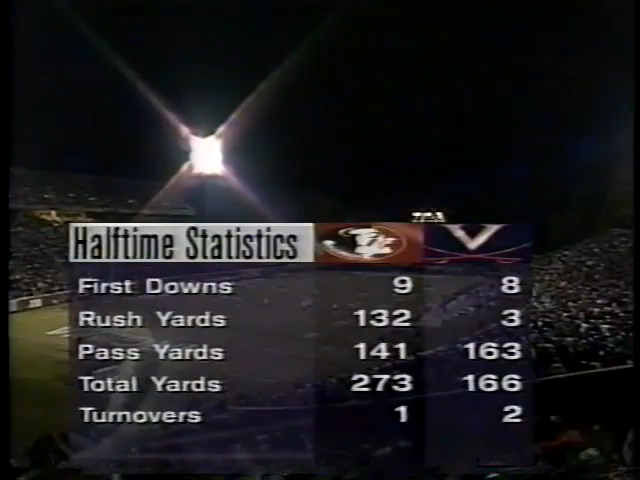 Halftime Statistics V
First Downs 9 8
Rush Yards 132 3
Pass Yards 141 163
Total Yards 273 166
Turnovers 1 2